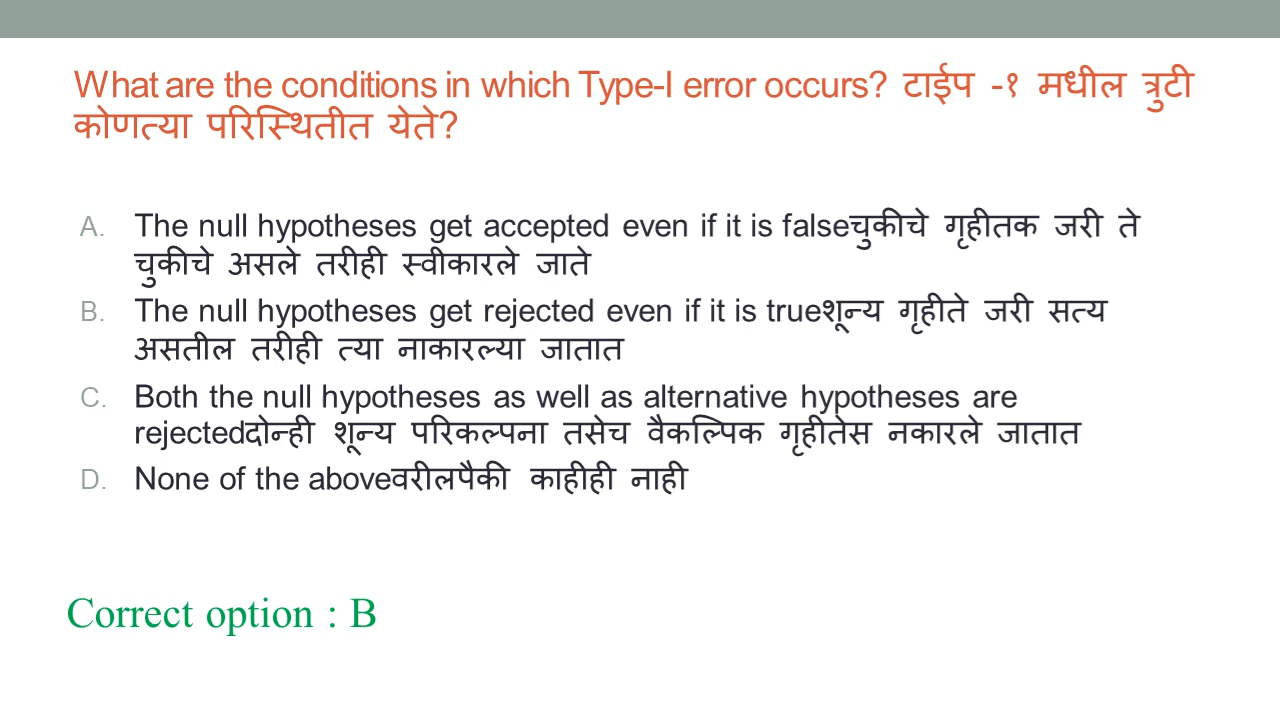 What are the conditions in which Type-I error occurs? टाईप -१ मधील त्रुटी
कोणत्या परिस्थितीत येते?
A. The null hypotheses get accepted even if it is falseचुकीचे गृहीतक जरी ते
चुकीचे असले तरीही स्वीकारले जाते
B. The null hypotheses get rejected even if it is trueशून्य गृहीते जरी सत्य
असतील तरीही त्या नाकारल्या जातात
C. Both the null hypotheses as well as alternative hypotheses are
rejectedदोन्ही शून्य परिकल्पना तसेच वैकल्पिक गृहीतेस नकारले जातात
D. None of the aboveवरीलपैकी काहीही नाही
Correct option : B